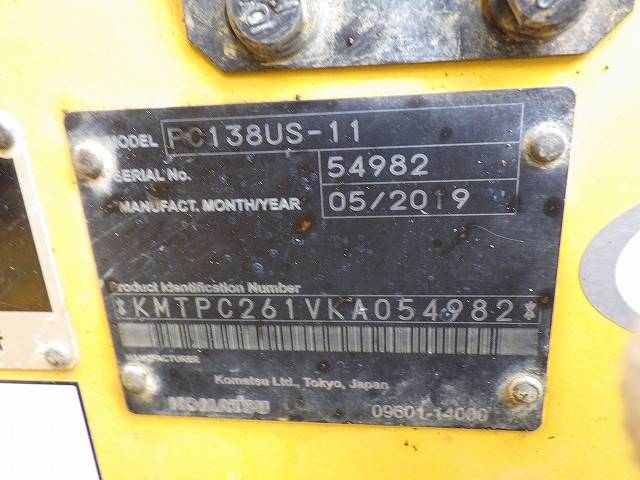 MODEL PC138US-11
SERIAL No. 54982
MANUFACT. MONTH/YEAR 05/2019
Product Identification Number
*KMTPC261VKA054982*
MANUFACTURER
Komatsu Ltd., Tokyo, Japan
KOMATSU 09601-14000